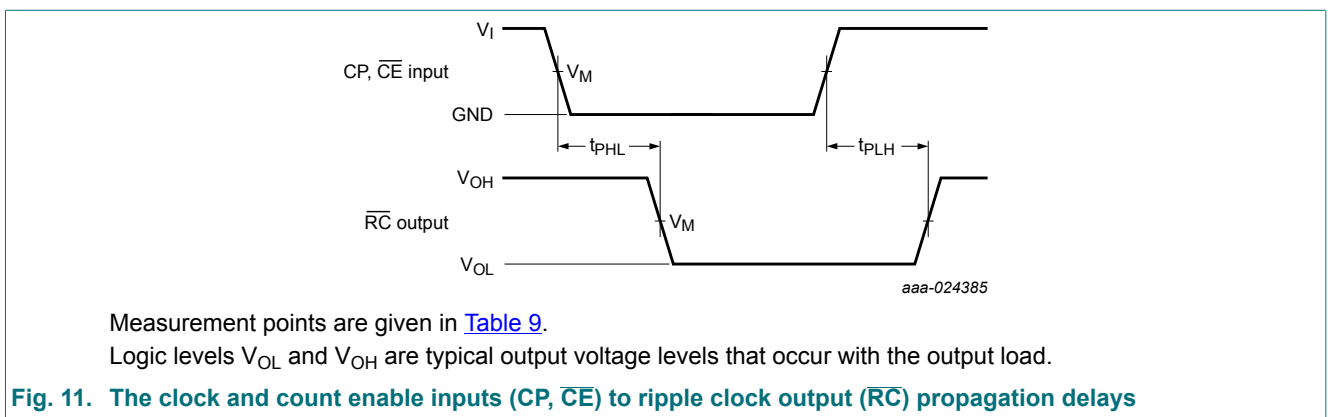 V_I
CP, C̅E̅ input
V_M
GND
t_PHL
t_PLH
V_OH
R̅C̅ output
V_M
V_OL
aaa-024385
Measurement points are given in Table 9.
Logic levels V_OL and V_OH are typical output voltage levels that occur with the output load.
Fig. 11. The clock and count enable inputs (CP, C̅E̅) to ripple clock output (R̅C̅) propagation delays